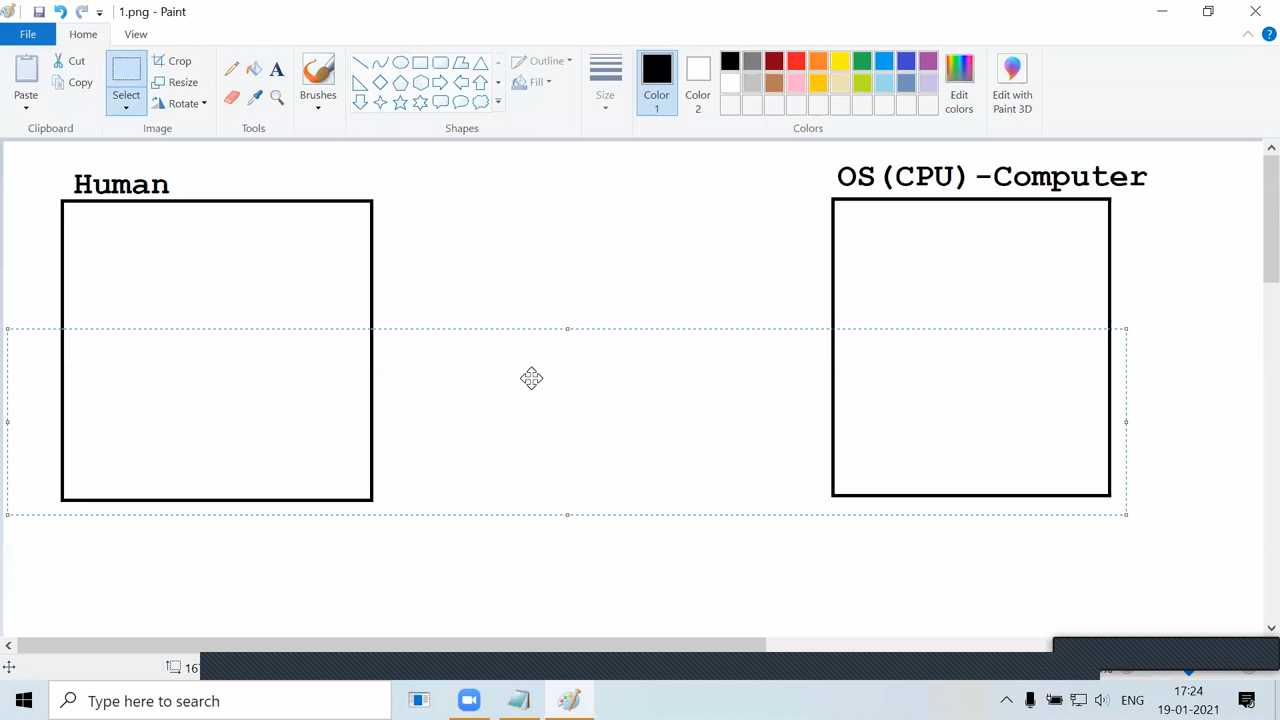 1.png - Paint
File Home View
Paste
Select
Cut
Copy
Crop
Resize
Rotate
A
Brushes
Outline
Fill
Size
Color 1
Color 2
Edit colors
Edit with Paint 3D
Clipboard Image Tools Shapes Colors
Human
OS(CPU)-Computer
Type here to search
ENG
17:24
19-01-2021